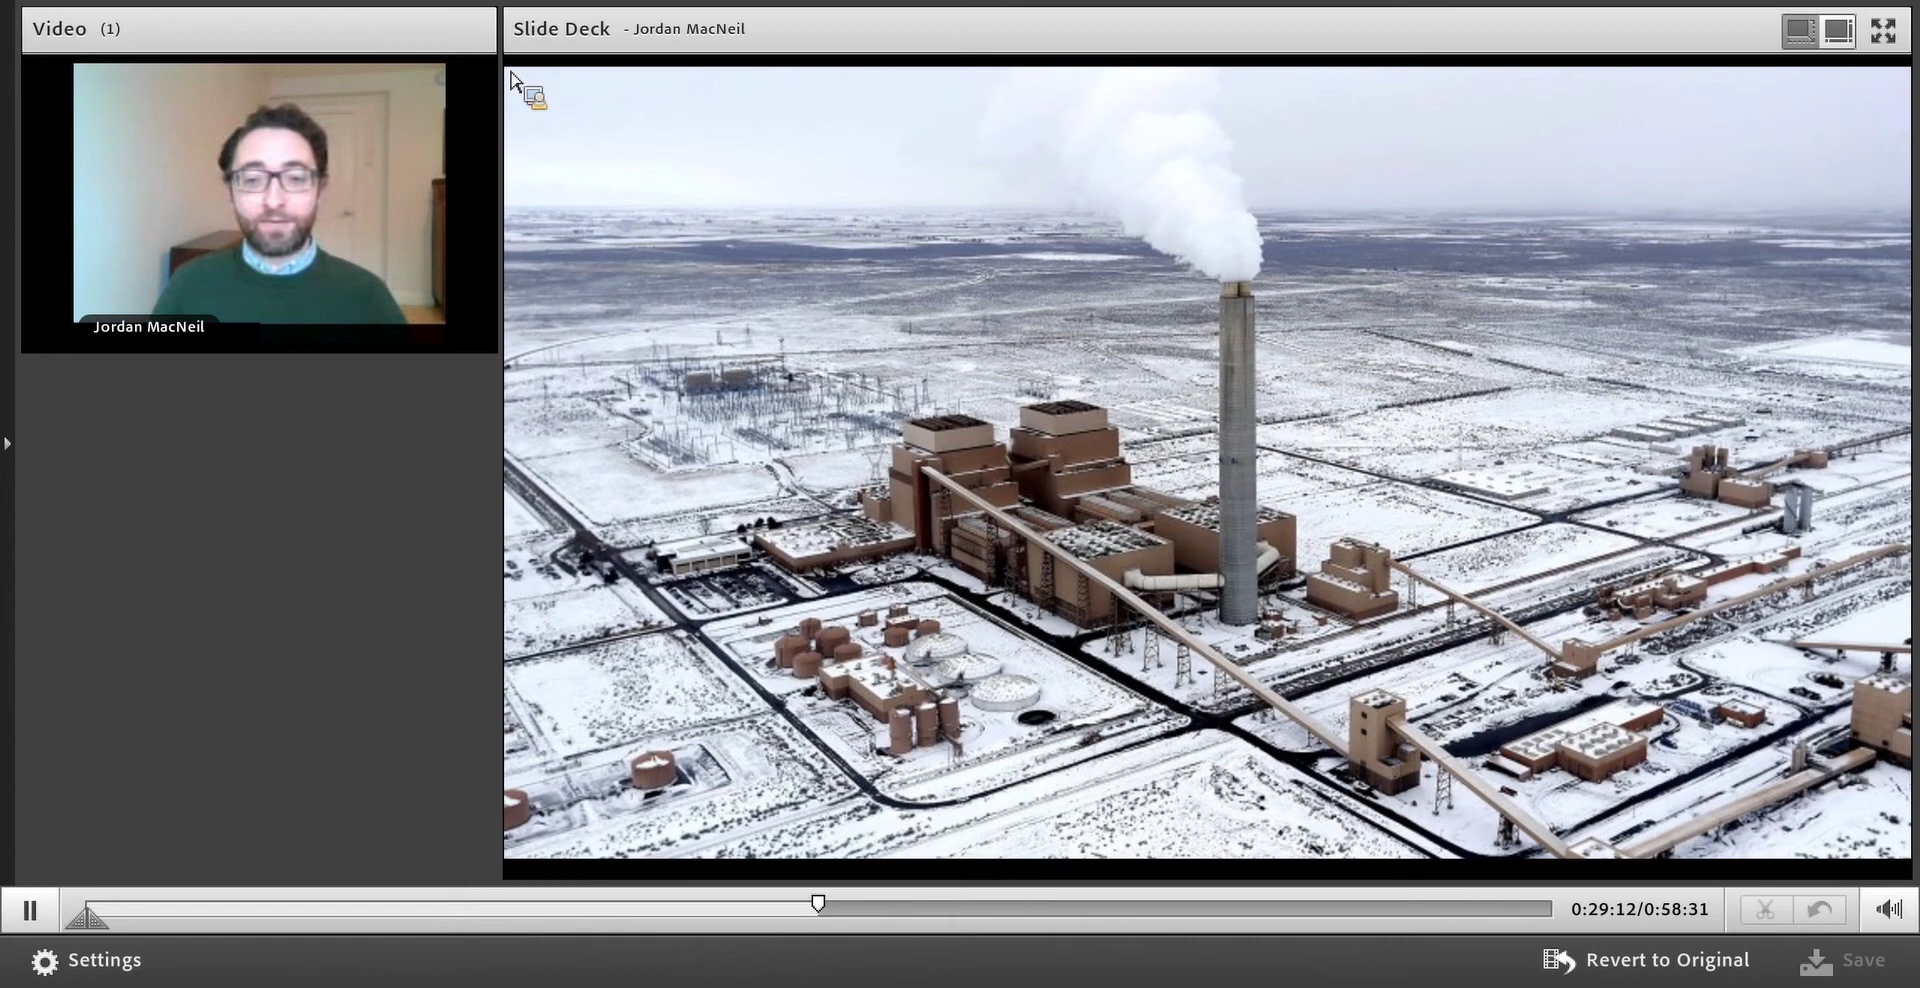 Video (1)
Slide Deck - Jordan MacNeil
Jordan MacNeil
0:29:12/0:58:31
Settings
Revert to Original
Save